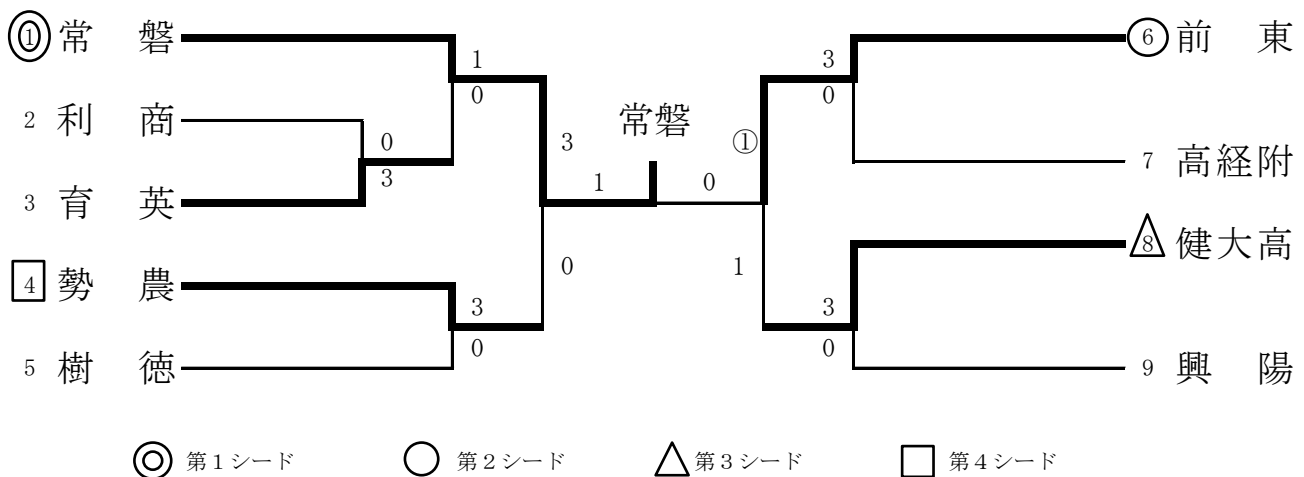 ① 常 磐
2 利 商
3 育 英
4 勢 農
5 樹 徳
1
0
0
3
3
0
3
0
1
常磐
0
①
1
3
0
3
0
6 前 東
7 高経附
8 健大高
9 興 陽
◎ 第1シード ○ 第2シード △ 第3シード □ 第4シード